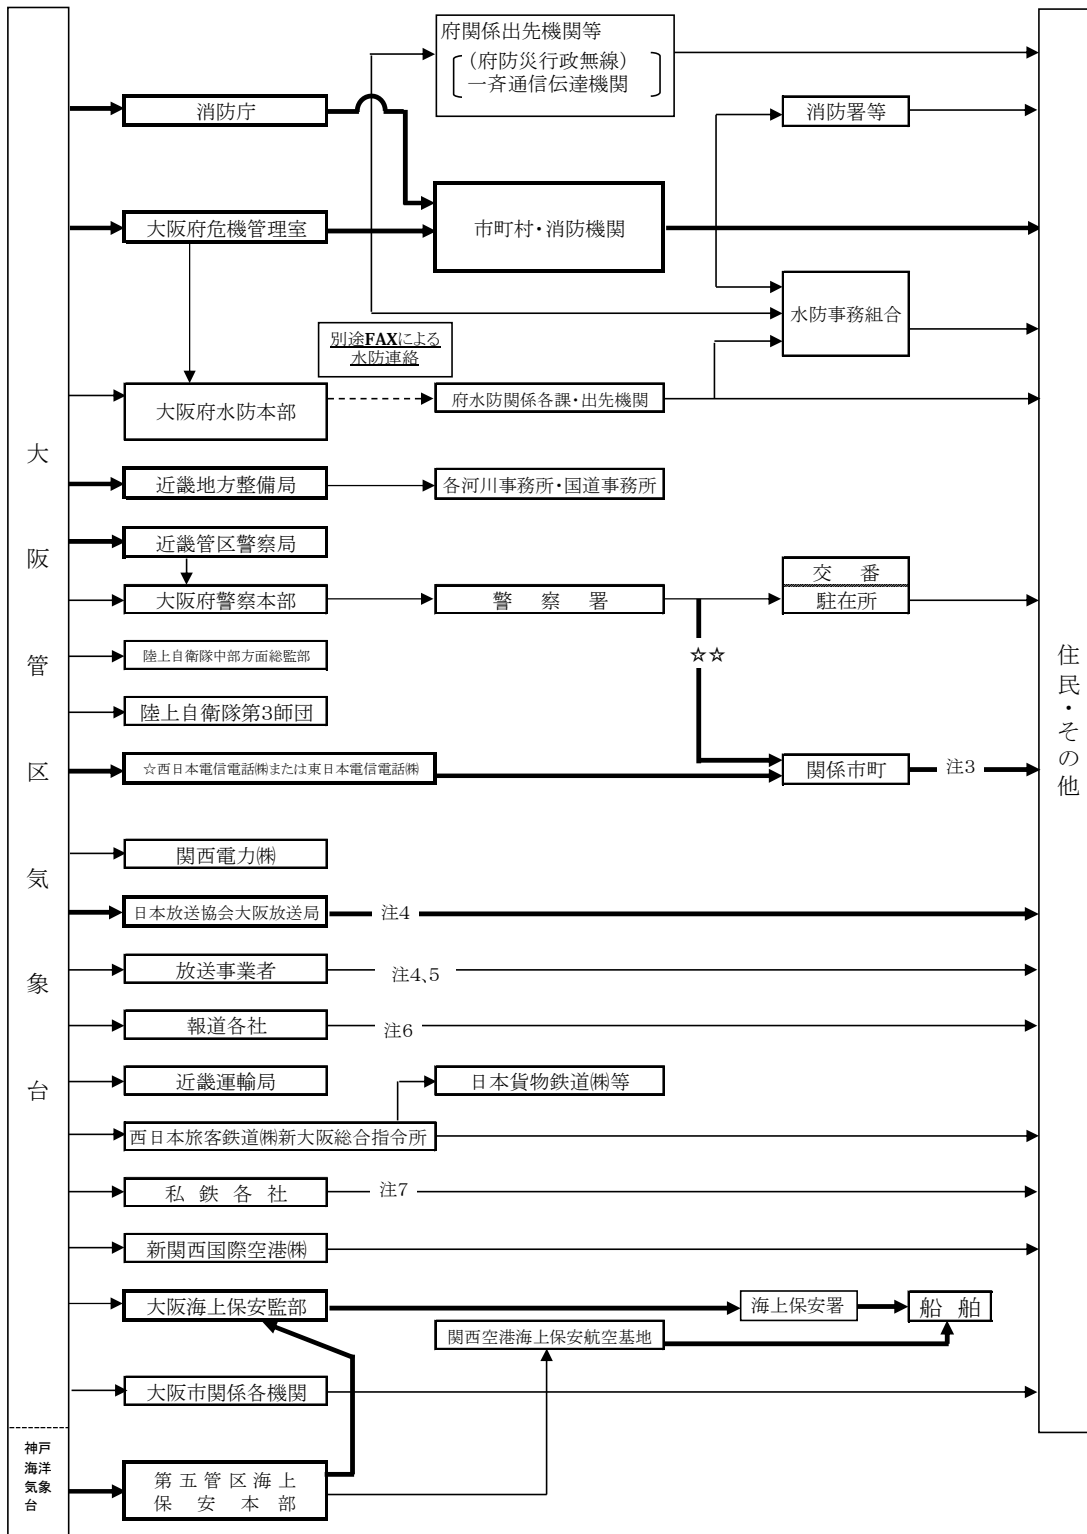 府関係出先機関等
（府防災行政無線）
一斉通信伝達機関
消防庁
消防署等
大阪府危機管理室
市町村・消防機関
水防事務組合
別途FAXによる
水防連絡
大阪府水防本部
府水防関係各課・出先機関
近畿地方整備局
各河川事務所・国道事務所
近畿管区警察局
大阪府警察本部
警察署
交番
駐在所
陸上自衛隊中部方面総監部
☆☆
陸上自衛隊第3師団
☆西日本電信電話㈱または東日本電信電話㈱
関係市町
注3
関西電力㈱
日本放送協会大阪放送局
注4
放送事業者
注4、5
報道各社
注6
近畿運輸局
日本貨物鉄道㈱等
西日本旅客鉄道㈱新大阪総合指令所
私鉄各社
注7
新関西国際空港㈱
大阪海上保安監部
海上保安署
船舶
関西空港海上保安航空基地
大阪市関係各機関
第五管区海上
保安本部
大阪管区気象台
神戸
海洋
気象
台
住民・その他